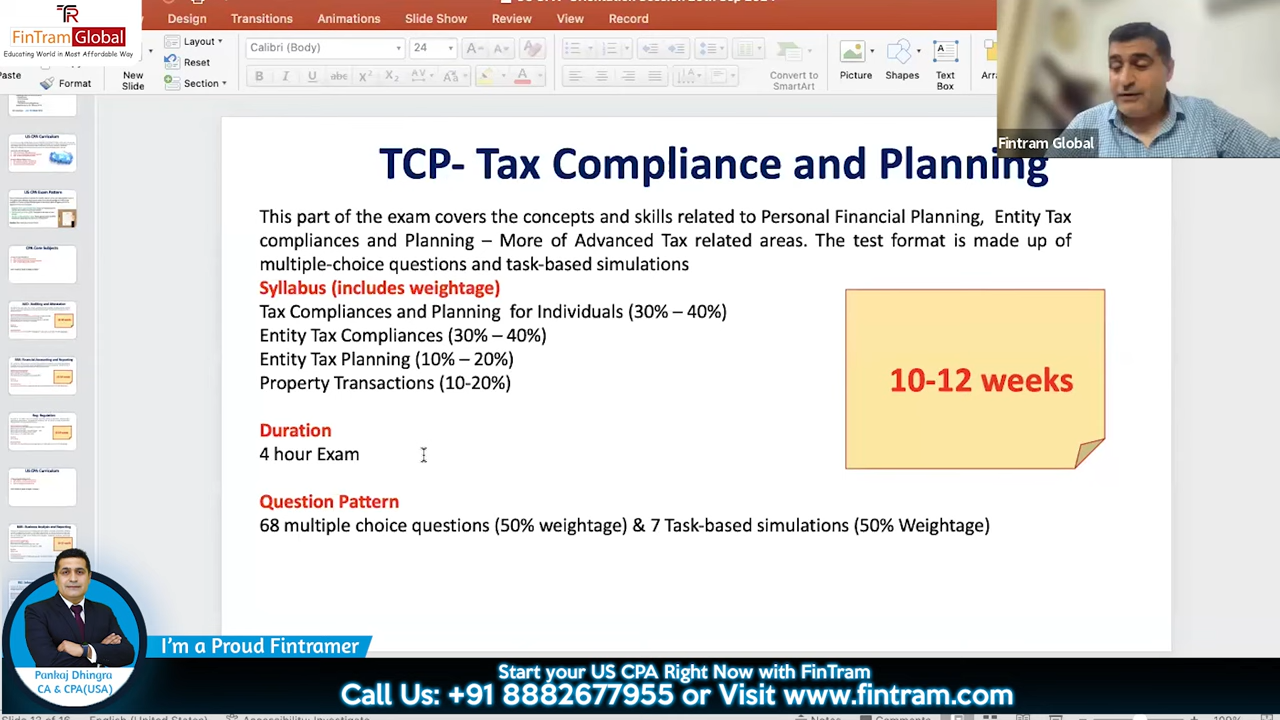 FinTram Global
Educating World in Most Affordable Way
Design
Transitions
Animations
Slide Show
Review
View
Record
Paste
Format
New Slide
Layout
Reset
Section
Calibri (Body)
24
Convert to SmartArt
Picture
Shapes
Text Box
Fintram Global
US CPA Curriculum
US CPA Exam Pattern
TCP- Tax Compliance and Planning
This part of the exam covers the concepts and skills related to Personal Financial Planning, Entity Tax
compliances and Planning – More of Advanced Tax related areas. The test format is made up of
multiple-choice questions and task-based simulations
Syllabus (includes weightage)
Tax Compliances and Planning for Individuals (30% – 40%)
Entity Tax Compliances (30% – 40%)
Entity Tax Planning (10% – 20%)
Property Transactions (10-20%)
10-12 weeks
Duration
4 hour Exam
Question Pattern
68 multiple choice questions (50% weightage) & 7 Task-based simulations (50% Weightage)
I'm a Proud Fintramer
Pankaj Dhingra
CA & CPA(USA)
Start your US CPA Right Now with FinTram
Call Us: +91 8882677955 or Visit www.fintram.com